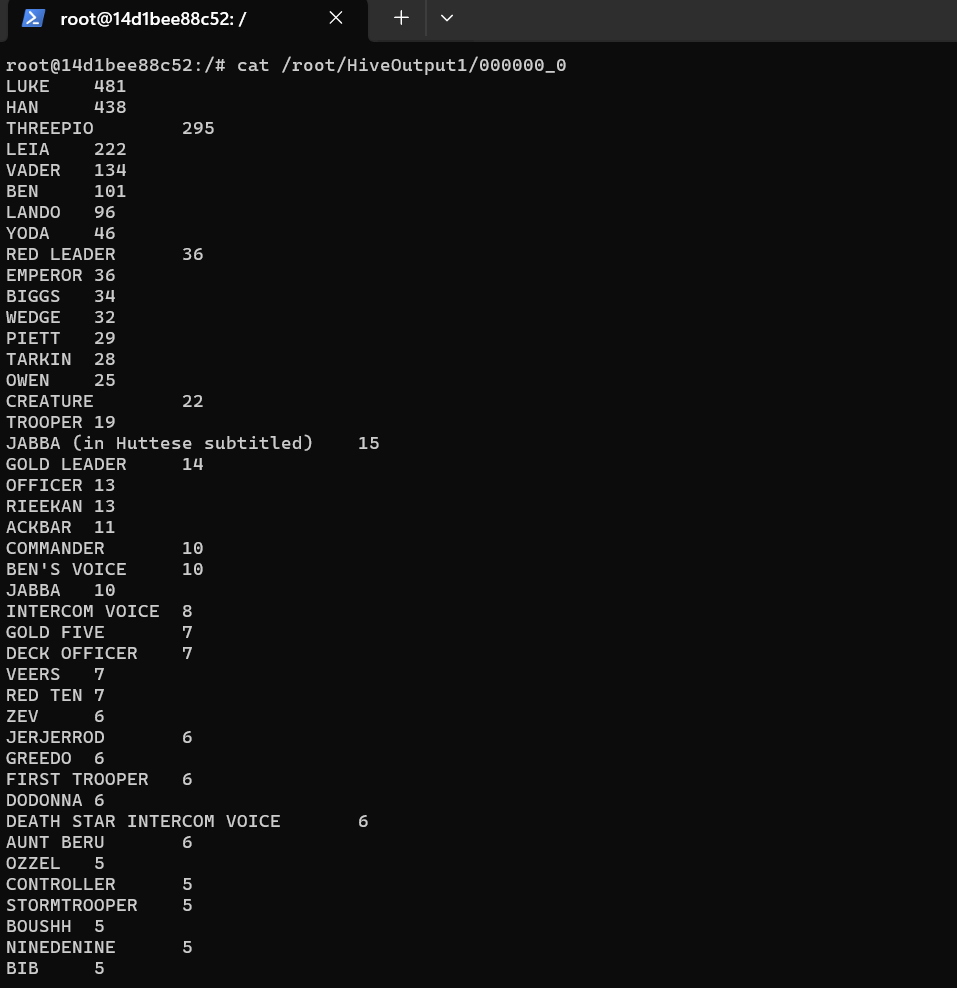 root@14d1bee88c52: /
root@14d1bee88c52:/# cat /root/HiveOutput1/000000_0
LUKE    481
HAN     438
THREEPIO        295
LEIA    222
VADER   134
BEN     101
LANDO   96
YODA    46
RED LEADER      36
EMPEROR 36
BIGGS   34
WEDGE   32
PIETT   29
TARKIN  28
OWEN    25
CREATURE        22
TROOPER 19
JABBA (in Huttese subtitled)    15
GOLD LEADER     14
OFFICER 13
RIEEKAN 13
ACKBAR  11
COMMANDER       10
BEN'S VOICE     10
JABBA   10
INTERCOM VOICE  8
GOLD FIVE       7
DECK OFFICER    7
VEERS   7
RED TEN 7
ZEV     6
JERJERROD       6
GREEDO  6
FIRST TROOPER   6
DODONNA 6
DEATH STAR INTERCOM VOICE       6
AUNT BERU       6
OZZEL   5
CONTROLLER      5
STORMTROOPER    5
BOUSHH  5
NINEDENINE      5
BIB     5